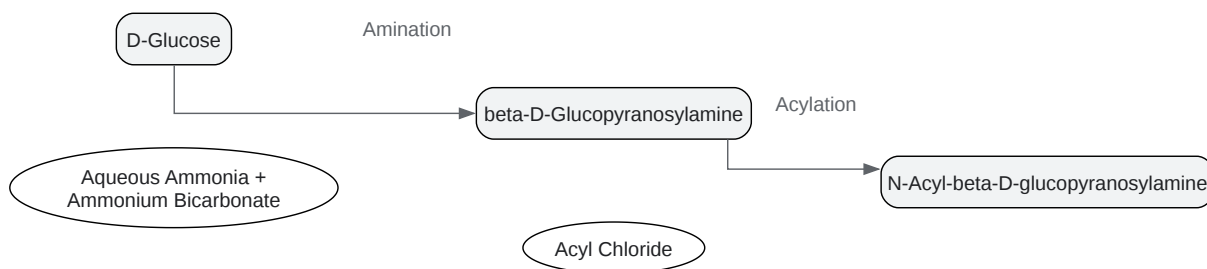 D-Glucose
Amination
beta-D-Glucopyranosylamine
Acylation
Aqueous Ammonia +
Ammonium Bicarbonate
N-Acyl-beta-D-glucopyranosylamine
Acyl Chloride